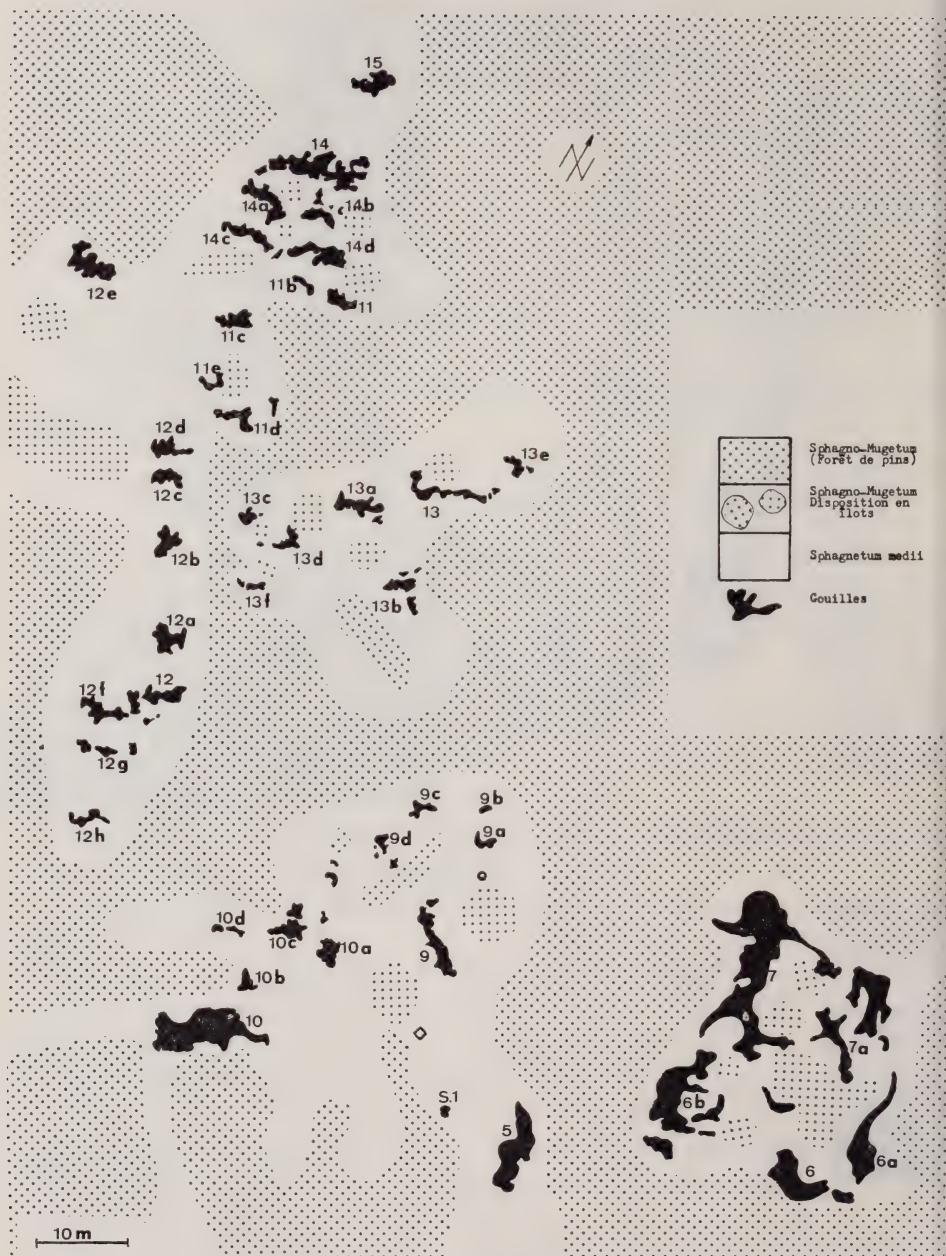 15
14
14a
14b
14c
14d
12e
11b
11
11c
11e
11d
12d
12c
13c
13a
13
13e
12b
13d
13f
13b
12a
12f
12
12g
12h
9c
9b
9d
9a
10d
10c
10a
9
10b
10
7
7a
S.1
6b
5
6
6a
10 m
Sphagno-Mugetum
(Forêt de pins)
Sphagno-Mugetum
Disposition en
îlots
Sphagnetum medii
Gouilles